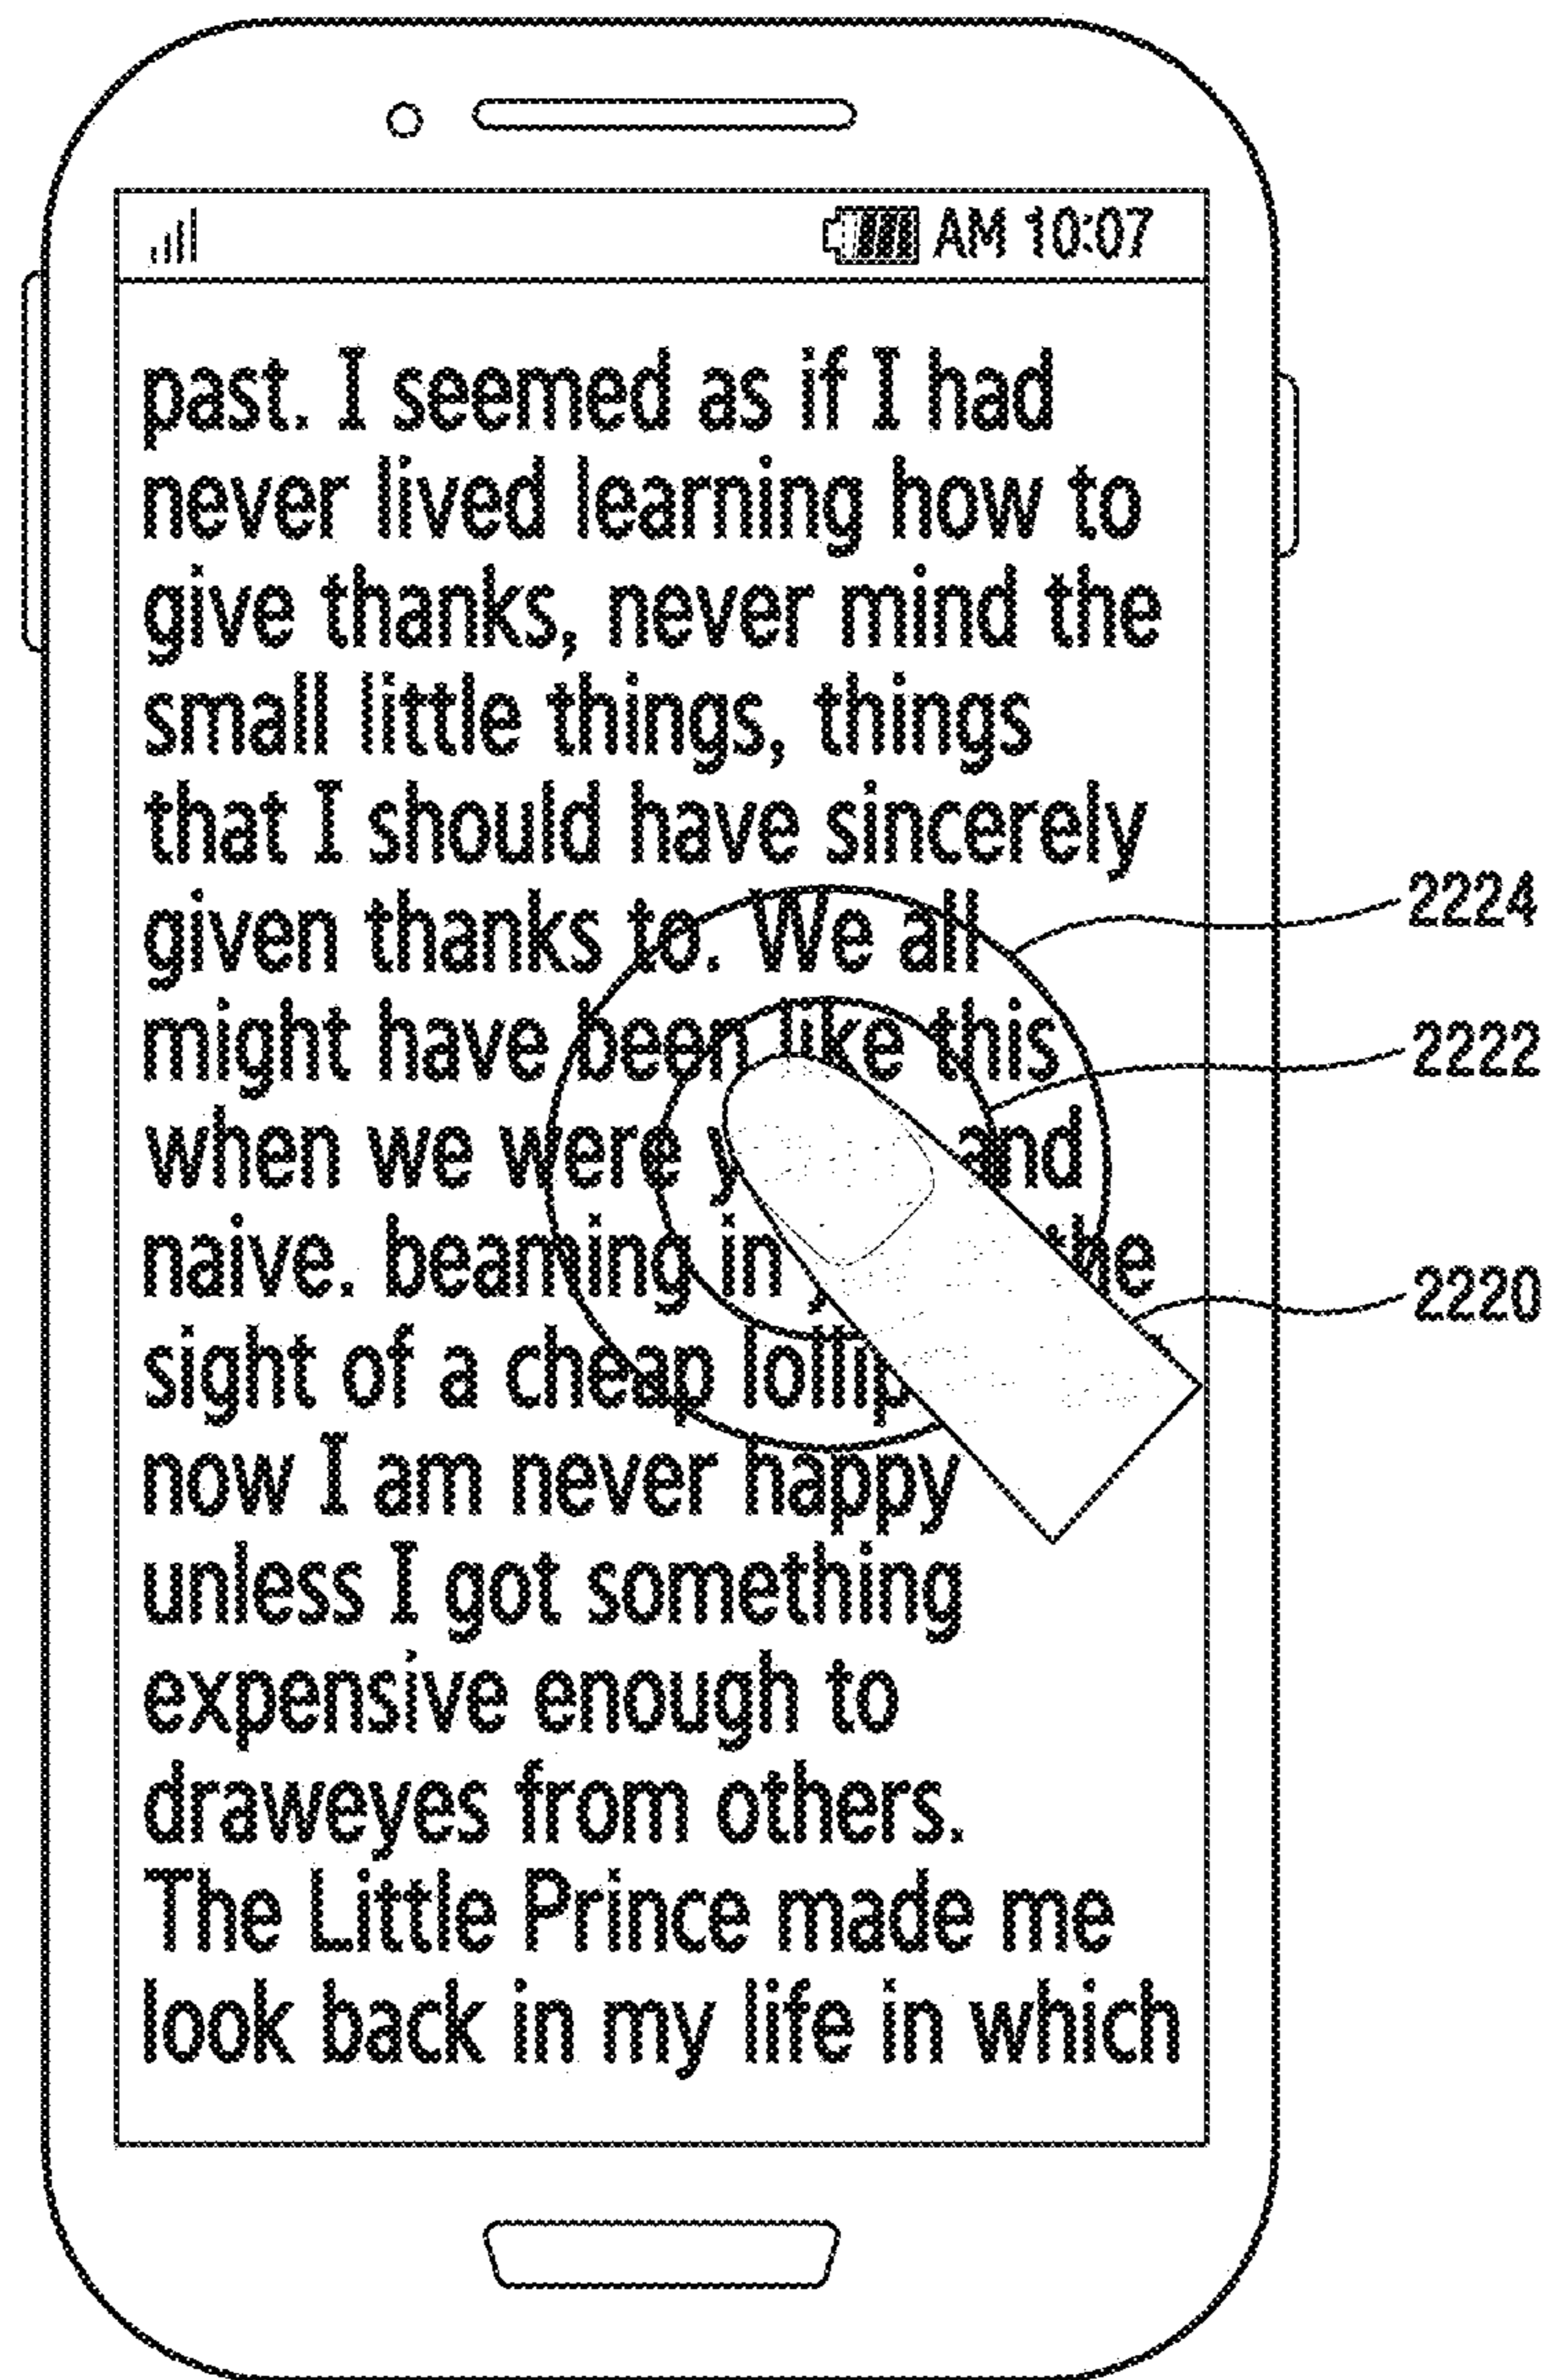 AM 10:07
past. I seemed as if I had
never lived learning how to
give thanks, never mind the
small little things, things
that I should have sincerely
given thanks to. We all
might have been like this
when we were and
naive. beaming in the
sight of a cheap
now I am never happy
unless I got something
expensive enough to
draweyes from others.
The Little Prince made me
look back in my life in which
2224
2222
2220